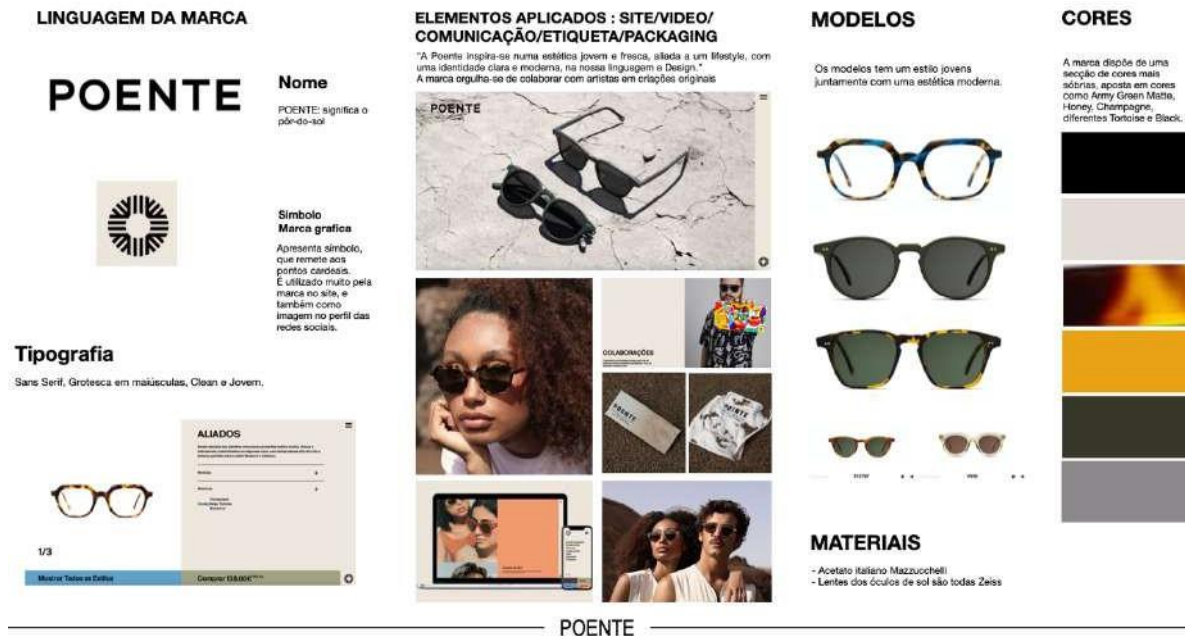 LINGUAGEM DA MARCA
POENTE
Nome
POENTE: significa o
pôr-do-sol
Símbolo
Marca grafica
Apresenta símbolo,
que remete aos
pontos cardeais.
É utilizado muito pela
marca no site, e
também como
imagem no perfil das
redes sociais.
Tipografia
Sans Serif, Grotesca em maiúsculas, Clean e Jovem.
ALIADOS
1/3
Mostrar Todos os Estilos
Comprar
ELEMENTOS APLICADOS : SITE/VIDEO/
COMUNICAÇÃO/ETIQUETA/PACKAGING
"A Poente inspira-se numa estética jovem e fresca, aliada a um lifestyle, com
uma identidade clara e moderna, na nossa linguagem e Design."
A marca orgulha-se de colaborar com artistas em criações originais
POENTE
COLABORAÇÕES
POENTE
POENTE
MODELOS
Os modelos tem um estilo jovens
juntamente com uma estética moderna.
MATERIAIS
- Acetato italiano Mazzucchelli
- Lentes dos óculos de sol são todas Zeiss
CORES
A marca dispõe de uma
secção de cores mais
sóbrias, aposta em cores
como Army Green Matte,
Honey, Champagne,
diferentes Tortoise e Black.
POENTE